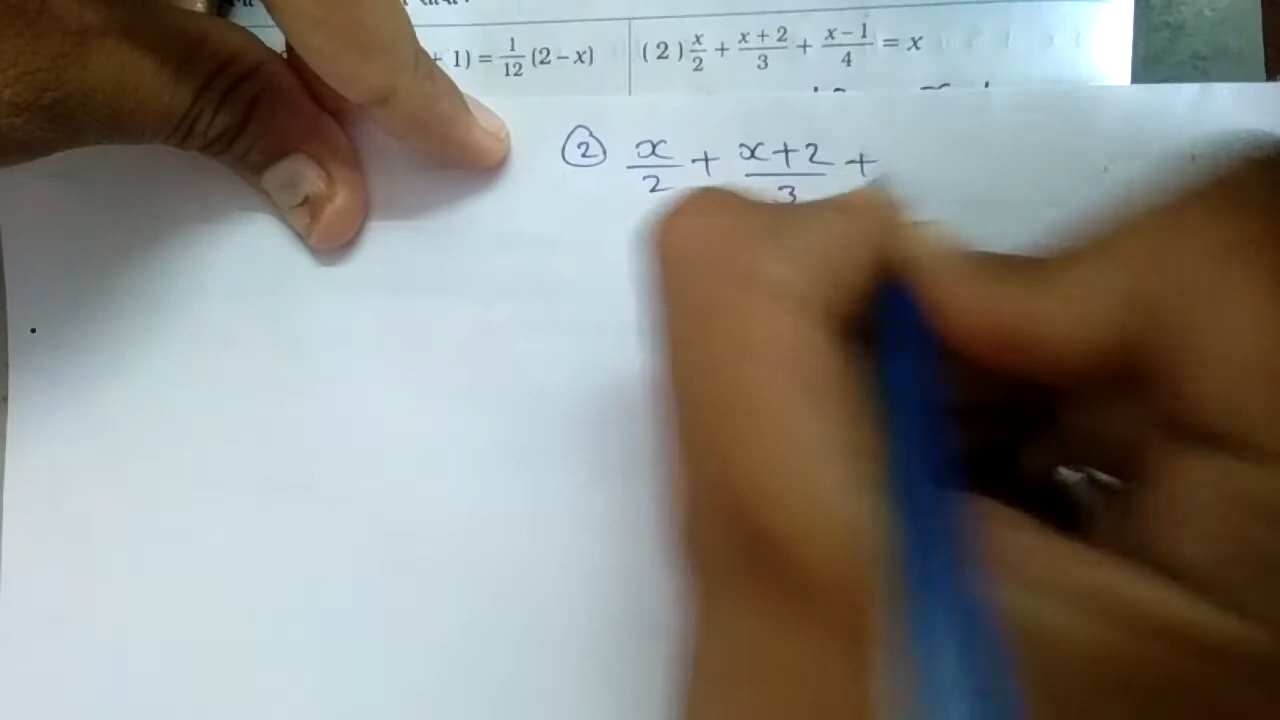 + 1) = 1/12 (2 – x) (2) x/2 + x + 2/3 + x – 1/4 = x
② x/2 + x+2/3 +